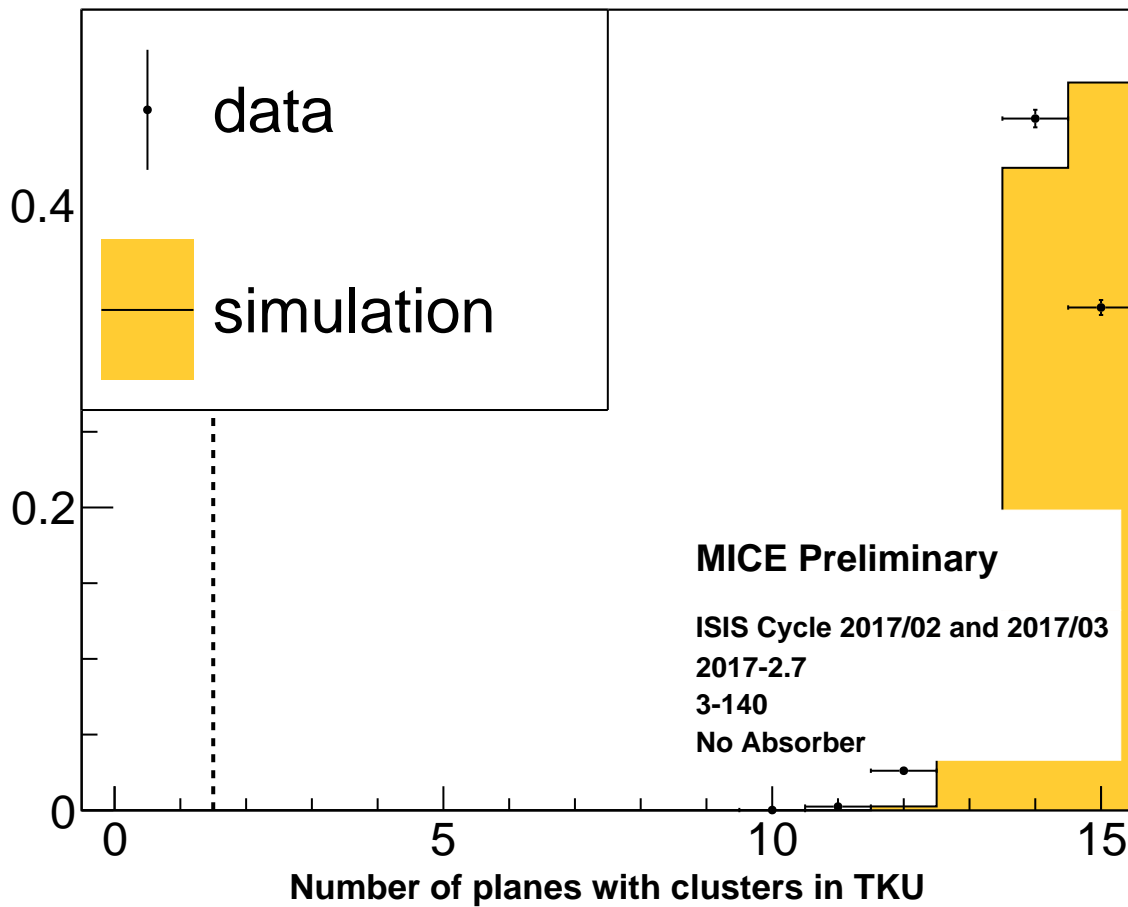 data
simulation
0.4
0.2
0
MICE Preliminary
ISIS Cycle 2017/02 and 2017/03
2017-2.7
3-140
No Absorber
0 5 10 15
Number of planes with clusters in TKU